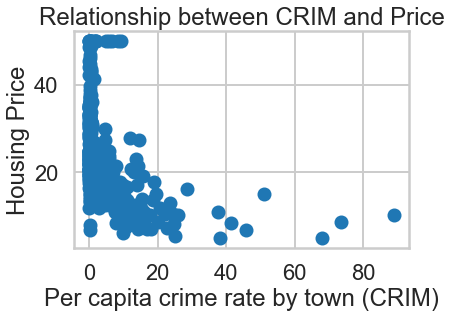 Relationship between CRIM and Price
Housing Price
40
20
0 20 40 60 80
Per capita crime rate by town (CRIM)